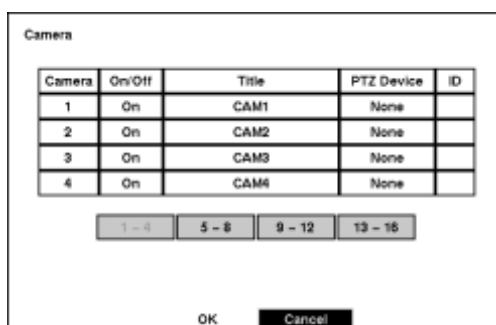 Camera
Camera On/Off Title PTZ Device ID
1 On CAM1 None
2 On CAM2 None
3 On CAM3 None
4 On CAM4 None
1 – 4 5 – 8 9 – 12 13 – 16
OK Cancel